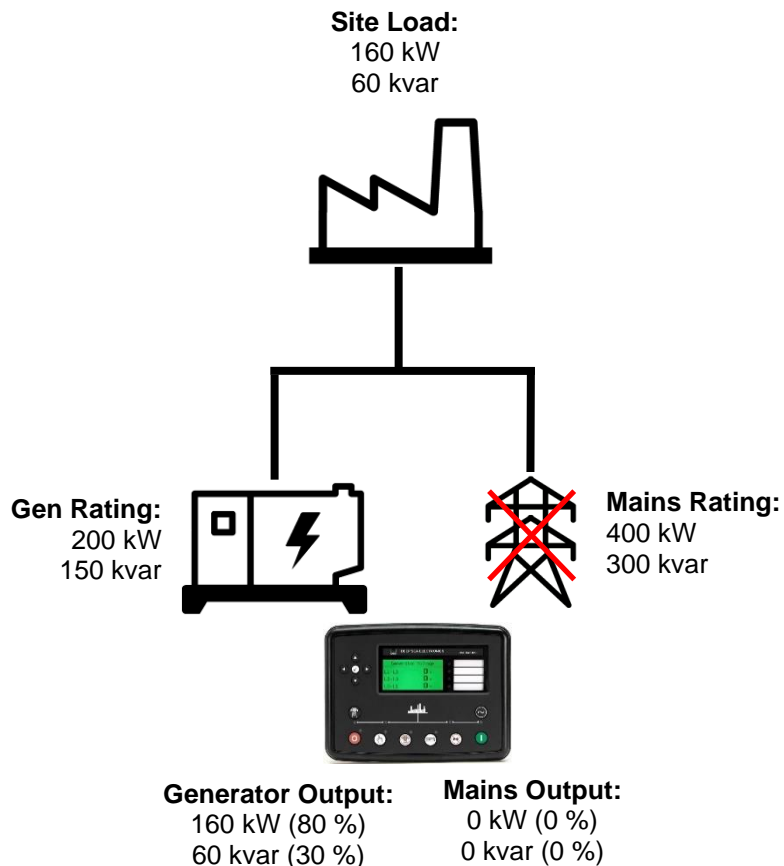 Site Load:
160 kW
60 kvar
Gen Rating:
200 kW
150 kvar
Mains Rating:
400 kW
300 kvar
Generator Output:
160 kW (80 %)
60 kvar (30 %)
Mains Output:
0 kW (0 %)
0 kvar (0 %)